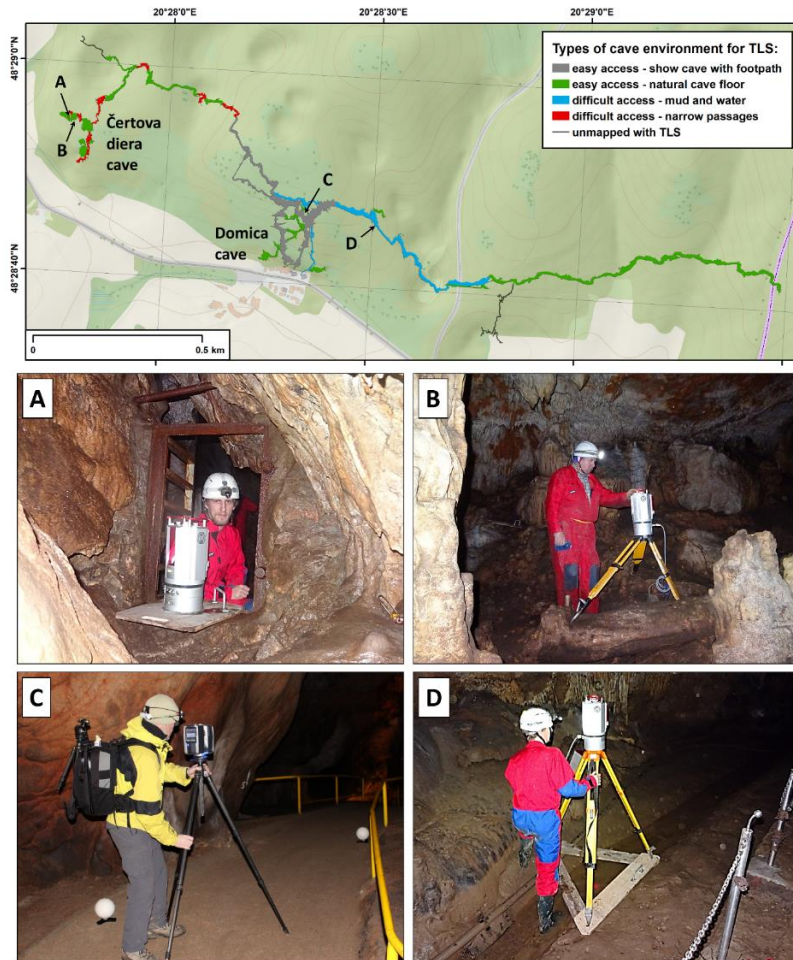 20°28'0"E
20°28'30"E
20°29'0"E
48°29'0"N
48°28'40"N
Types of cave environment for TLS:
easy access - show cave with footpath
easy access - natural cave floor
difficult access - mud and water
difficult access - narrow passages
unmapped with TLS
A
B
Čertova
diera
cave
C
Domica
cave
D
0
0.5 km
A
B
C
D